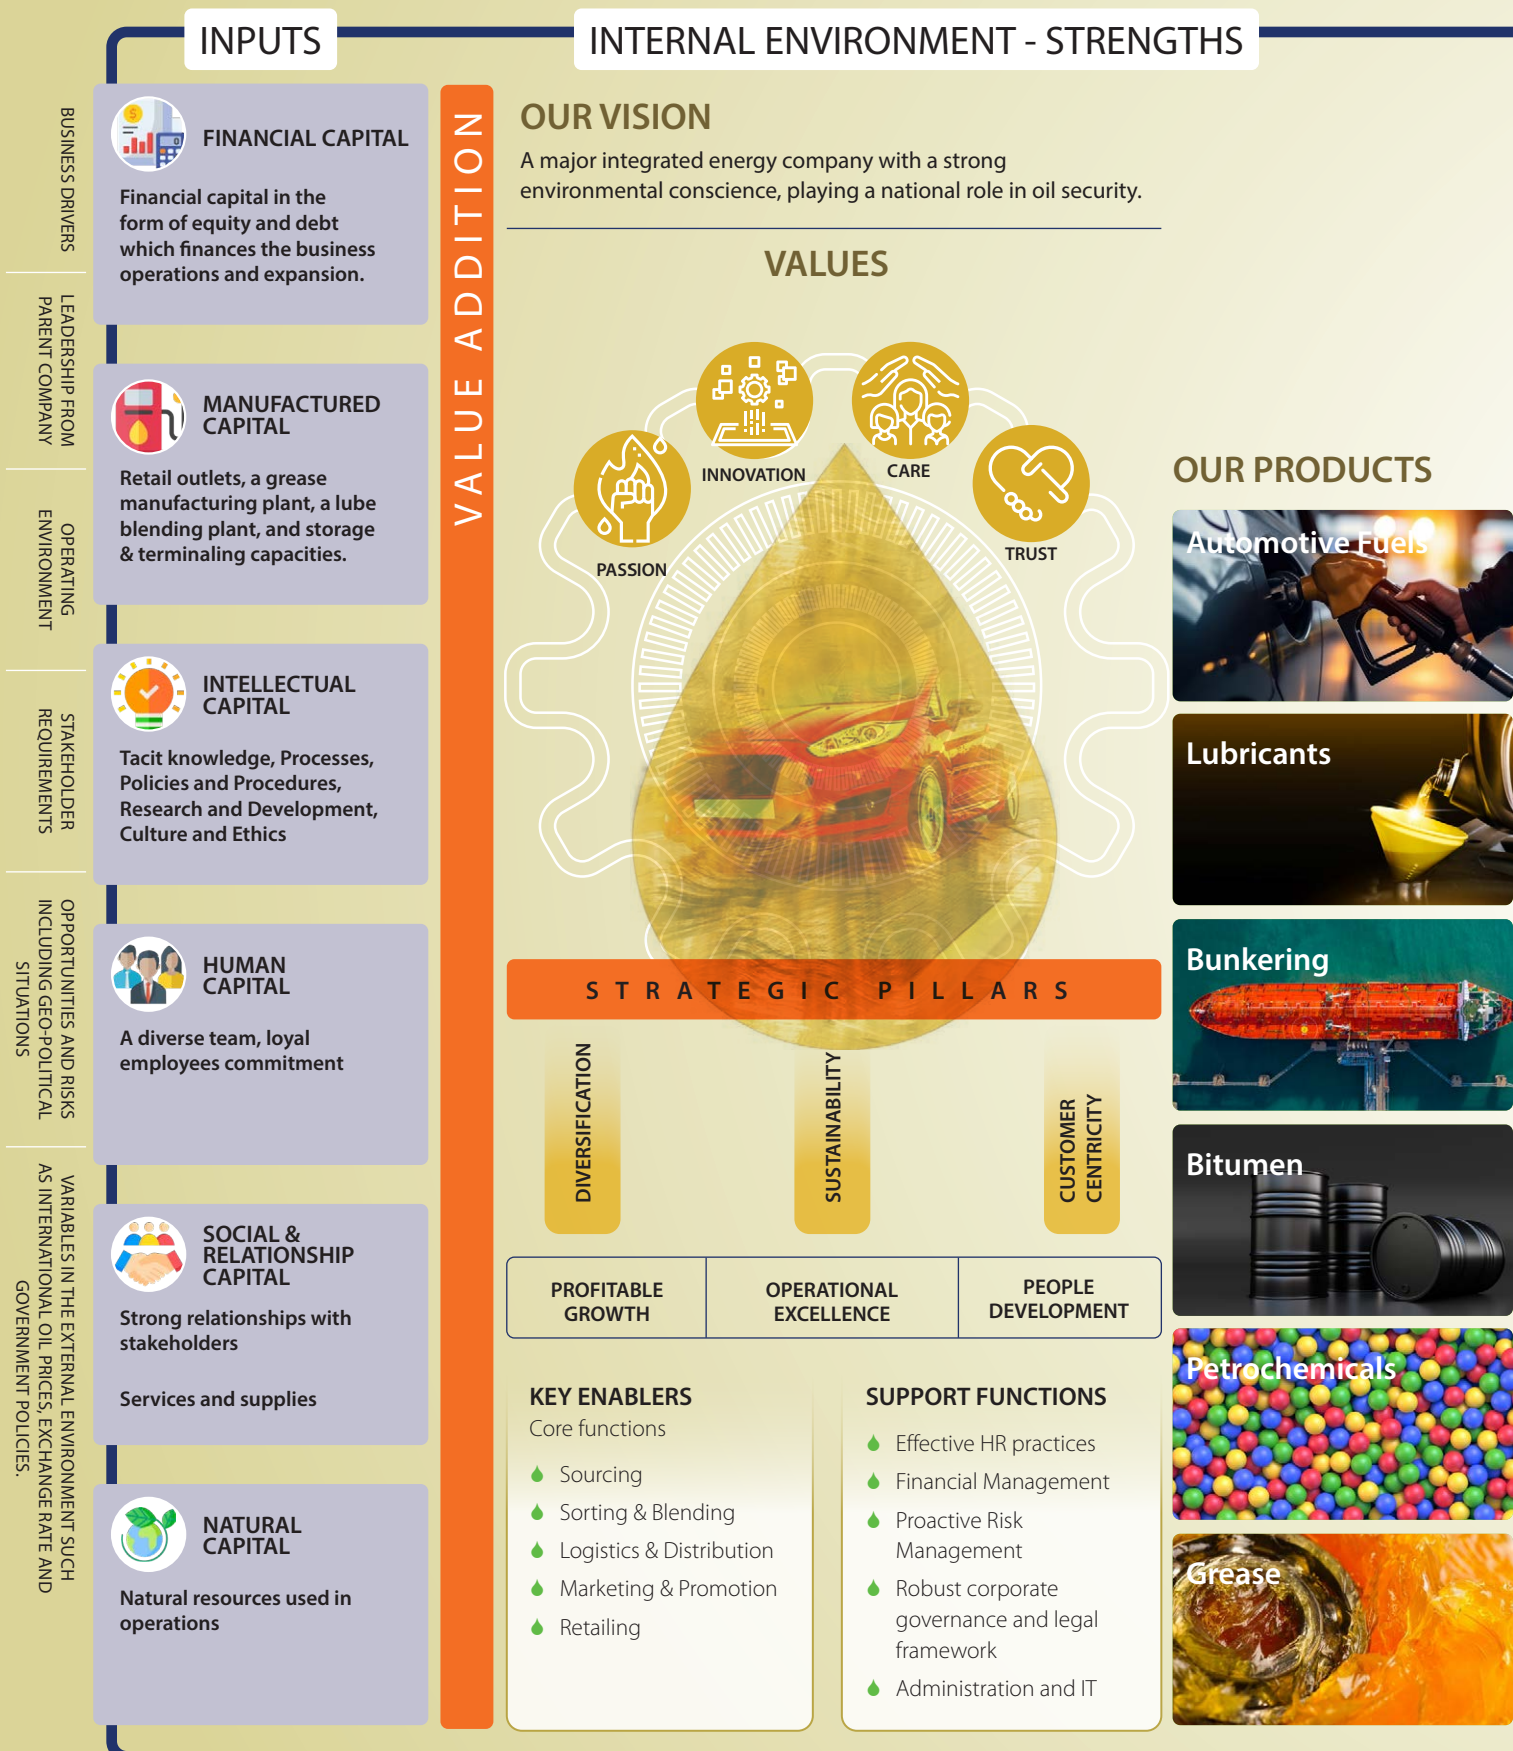 INPUTS
INTERNAL ENVIRONMENT - STRENGTHS
BUSINESS DRIVERS
LEADERSHIP FROM
PARENT COMPANY
OPERATING
ENVIRONMENT
STAKEHOLDER
REQUIREMENTS
OPPORTUNITIES AND RISKS
INCLUDING GEO-POLITICAL
SITUATIONS
VARIABLES IN THE EXTERNAL ENVIRONMENT SUCH
AS INTERNATIONAL OIL PRICES, EXCHANGE RATE AND
GOVERNMENT POLICIES.
FINANCIAL CAPITAL
Financial capital in the
form of equity and debt
which finances the business
operations and expansion.
MANUFACTURED
CAPITAL
Retail outlets, a grease
manufacturing plant, a lube
blending plant, and storage
& terminaling capacities.
INTELLECTUAL
CAPITAL
Tacit knowledge, Processes,
Policies and Procedures,
Research and Development,
Culture and Ethics
HUMAN
CAPITAL
A diverse team, loyal
employees commitment
SOCIAL &
RELATIONSHIP
CAPITAL
Strong relationships with
stakeholders
Services and supplies
NATURAL
CAPITAL
Natural resources used in
operations
VALUE ADDITION
OUR VISION
A major integrated energy company with a strong
environmental conscience, playing a national role in oil security.
VALUES
PASSION
INNOVATION
CARE
TRUST
STRATEGIC PILLARS
DIVERSIFICATION
SUSTAINABILITY
CUSTOMER
CENTRICITY
PROFITABLE
GROWTH
OPERATIONAL
EXCELLENCE
PEOPLE
DEVELOPMENT
KEY ENABLERS
Core functions
Sourcing
Sorting & Blending
Logistics & Distribution
Marketing & Promotion
Retailing
SUPPORT FUNCTIONS
Effective HR practices
Financial Management
Proactive Risk
Management
Robust corporate
governance and legal
framework
Administration and IT
OUR PRODUCTS
Automotive Fuels
Lubricants
Bunkering
Bitumen
Petrochemicals
Grease